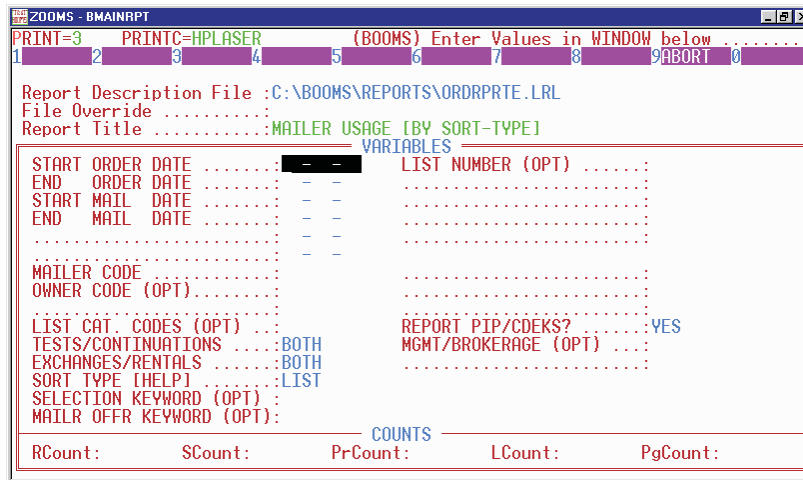 ZOOMS - BMAINRPT
PRINT=3 PRINTC=HPLASER (BOOMS) Enter Values in WINDOW below ........
1 2 3 4 5 6 7 8 9ABORT 0
Report Description File :C:\BOOMS\REPORTS\ORDRPRTE.LRL
File Override ..........:
Report Title ...........:MAILER USAGE [BY SORT-TYPE]
VARIABLES
START ORDER DATE .......: - - LIST NUMBER (OPT) ......:
END ORDER DATE .......: - - ........................:
START MAIL DATE .......: - - ........................:
END MAIL DATE .......: - - ........................:
........................: - - ........................:
........................: - -
MAILER CODE ............: ........................:
OWNER CODE (OPT)........: ........................:
........................: ........................:
LIST CAT. CODES (OPT) ..: REPORT PIP/CDEKS? ......:YES
TESTS/CONTINUATIONS ....:BOTH MGMT/BROKERAGE (OPT) ...:
EXCHANGES/RENTALS ......:BOTH ........................:
SORT TYPE [HELP] .......:LIST
SELECTION KEYWORD (OPT) :
MAILR OFFR KEYWORD (OPT):
COUNTS
RCount: SCount: PrCount: LCount: PgCount: